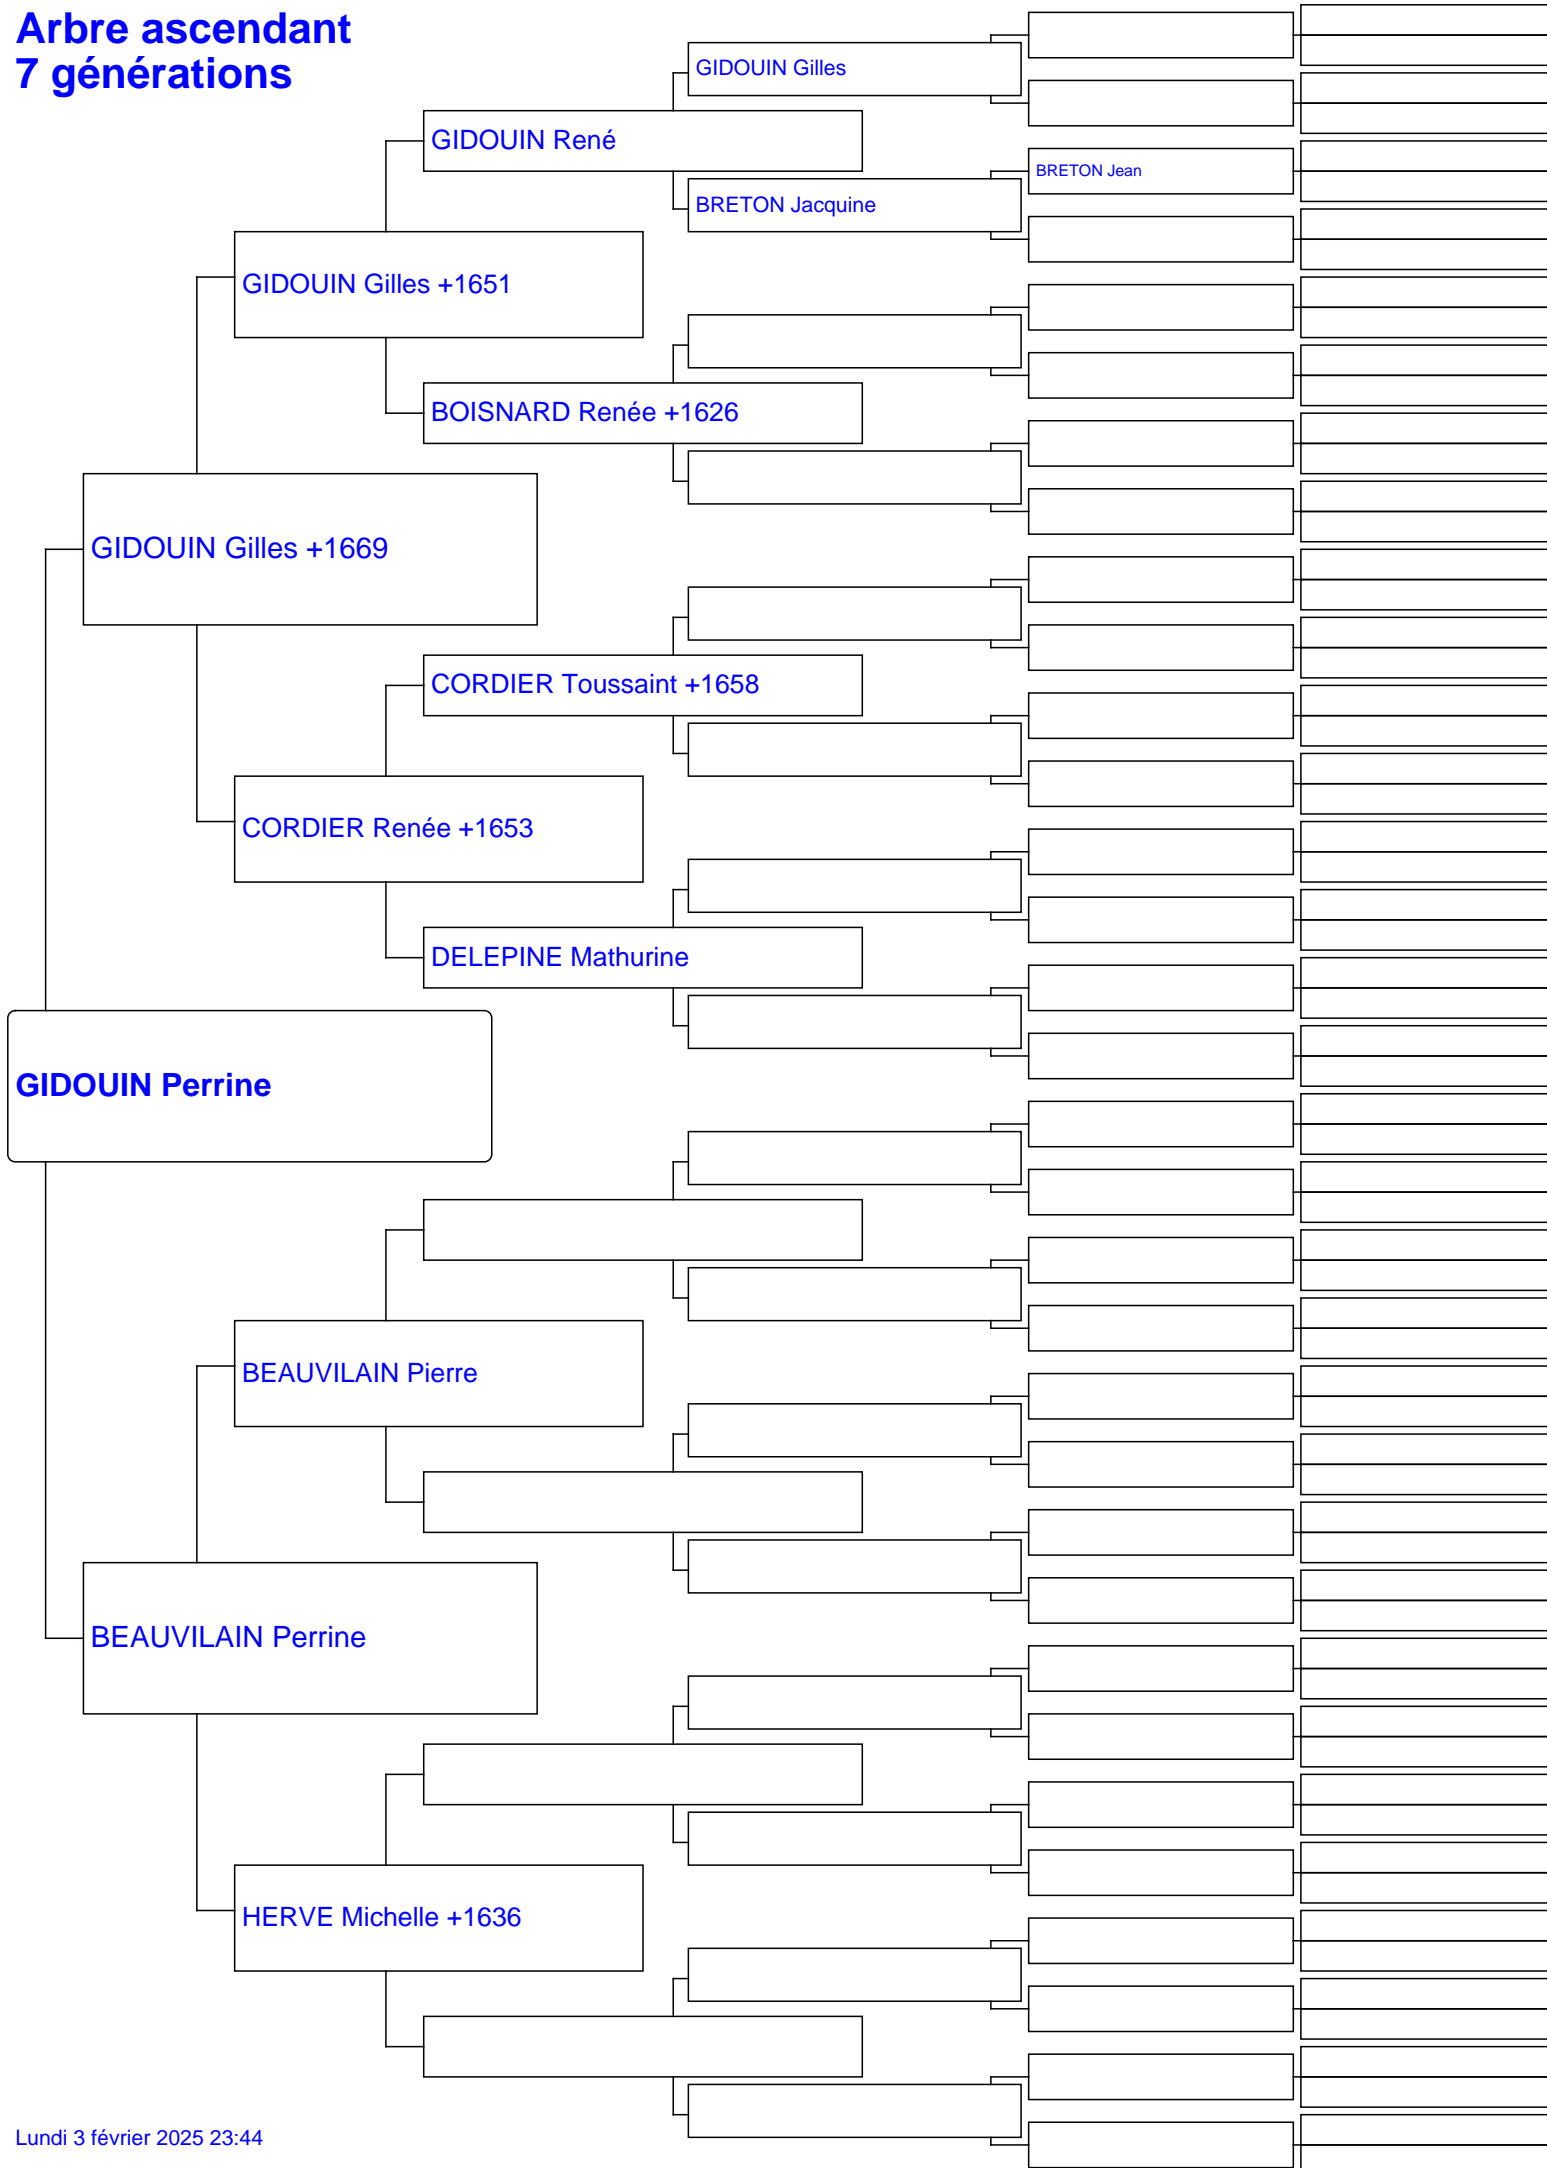 Arbre ascendant
7 générations
GIDOUIN Gilles
GIDOUIN René
BRETON Jean
BRETON Jacquine
GIDOUIN Gilles +1651
BOISNARD Renée +1626
GIDOUIN Gilles +1669
CORDIER Toussaint +1658
CORDIER Renée +1653
DELEPINE Mathurine
GIDOUIN Perrine
BEAUVILAIN Pierre
BEAUVILAIN Perrine
HERVE Michelle +1636
Lundi 3 février 2025 23:44